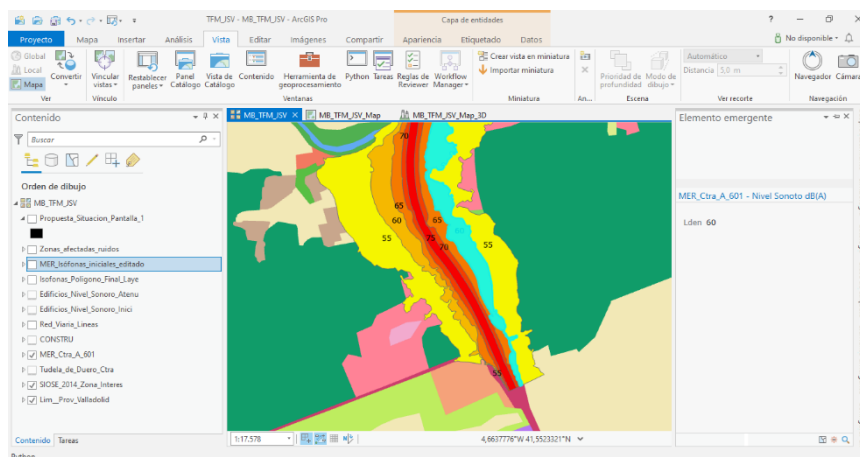 TFM_JSV - MB_TFM_JSV - ArcGIS Pro
Capa de entidades
?
Proyecto Mapa Insertar Análisis Vista Editar Imágenes Compartir Apariencia Etiquetado Datos
No disponible
Global
Local
Mapa
Convertir
Vincular vistas
Restablecer paneles
Panel Catálogo
Vista de Catálogo
Contenido
Herramienta de geoprocesamiento
Python
Tareas
Reglas de Reviewer
Workflow Manager
Crear vista en miniatura
Importar miniatura
Prioridad de profundidad
Modo de dibujo
Automático
Distancia 5,0 m
Navegador
Cámara
Ver Vínculo Ventanas Miniatura An... Escena Ver recorte Navegación
Contenido
Buscar
Orden de dibujo
MB_TFM_JSV
Propuesta_Situacion_Pantalla_1
Zonas_afectadas_ruidos
MER_Isófonas_iniciales_editado
Isofonas_Poligono_Final_Laye
Edificios_Nivel_Sonoro_Atenu
Edificios_Nivel_Sonoro_Inici
Red_Viaria_Lineas
CONSTRU
MER_Ctra_A_601
Tudela_de_Duero_Ctra
SIOSE_2014_Zona_Interes
Lim__Prov_Valladolid
Contenido Tareas
Python
MB_TFM_JSV MB_TFM_JSV_Map MB_TFM_JSV_Map_3D
70
65
60 65
55 75 70 55
55
1:17.578
4,6637776"W 41,5523321"N
Elemento emergente
MER_Ctra_A_601 - Nivel Sonoto dB(A)
Lden 60